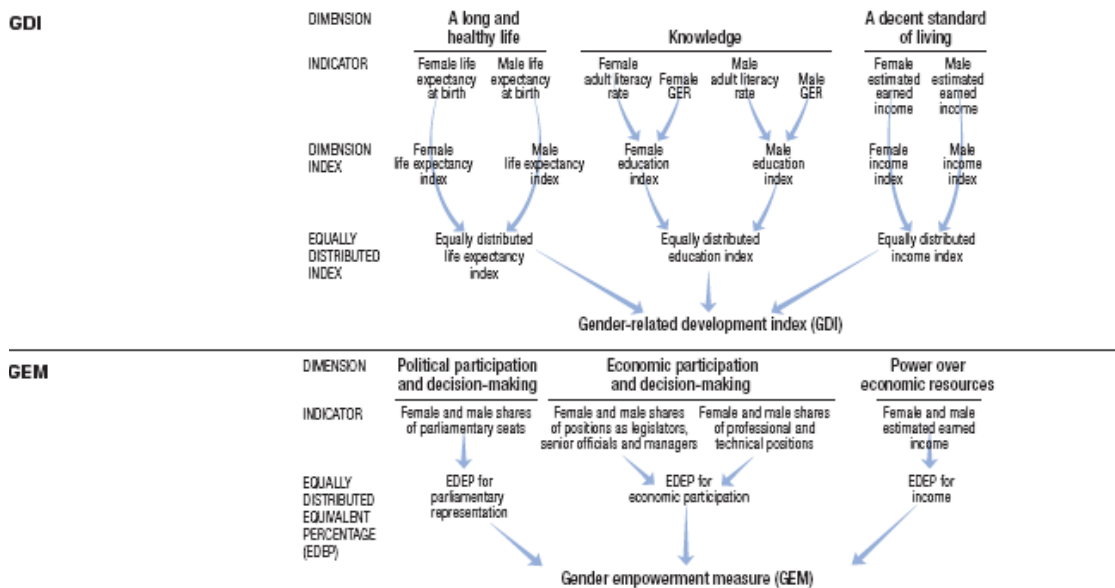 GDI
DIMENSION
A long and
healthy life
Knowledge
A decent standard
of living
INDICATOR
Female life
expectancy
at birth
Male life
expectancy
at birth
Female
adult literacy
rate
Female
GER
Male
adult literacy
rate
Male
GER
Female
estimated
earned
income
Male
estimated
earned
income
DIMENSION
INDEX
Female
life expectancy
index
Male
life expectancy
index
Female
education
index
Male
education
index
Female
income
index
Male
income
index
EQUALLY
DISTRIBUTED
INDEX
Equally distributed
life expectancy
index
Equally distributed
education index
Equally distributed
income index
Gender-related development index (GDI)
GEM
DIMENSION
Political participation
and decision-making
Economic participation
and decision-making
Power over
economic resources
INDICATOR
Female and male shares
of parliamentary seats
Female and male shares
of positions as legislators,
senior officials and managers
Female and male shares
of professional and
technical positions
Female and male
estimated earned
income
EQUALLY
DISTRIBUTED
EQUIVALENT
PERCENTAGE
(EDEP)
EDEP for
parliamentary
representation
EDEP for
economic participation
EDEP for
income
Gender empowerment measure (GEM)